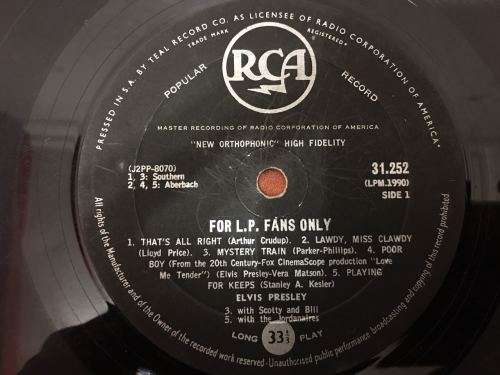 PRESSED IN S.A. BY TEAL RECORD CO. AS LICENSEE OF RADIO CORPORATION OF AMERICA
TRADE MARK
REGISTERED
RCA
POPULAR
RECORD
MASTER RECORDING OF RADIO CORPORATION OF AMERICA
"NEW ORTHOPHONIC" HIGH FIDELITY
(J2PP-8070)
1, 3: Southern
2, 4, 5: Aberbach
31.252
(LPM.1990)
SIDE 1
FOR L.P. FÁNS ONLY
1. THAT'S ALL RIGHT (Arthur Crudup). 2. LAWDY, MISS CLAWDY
(Lloyd Price). 3. MYSTERY TRAIN (Parker-Phillips). 4. POOR
BOY (From the 20th Century-Fox CinemaScope production "Love
Me Tender") (Elvis Presley-Vera Matson). 5. PLAYING
FOR KEEPS (Stanley A. Kesler)
ELVIS PRESLEY
3. with Scotty and Bill
5. with the Jordanaires
LONG 33⅓ PLAY
All rights of the Manufacturer and of the Owner of the recorded work reserved - Unauthorised public performance, broadcasting and copying of this record prohibited